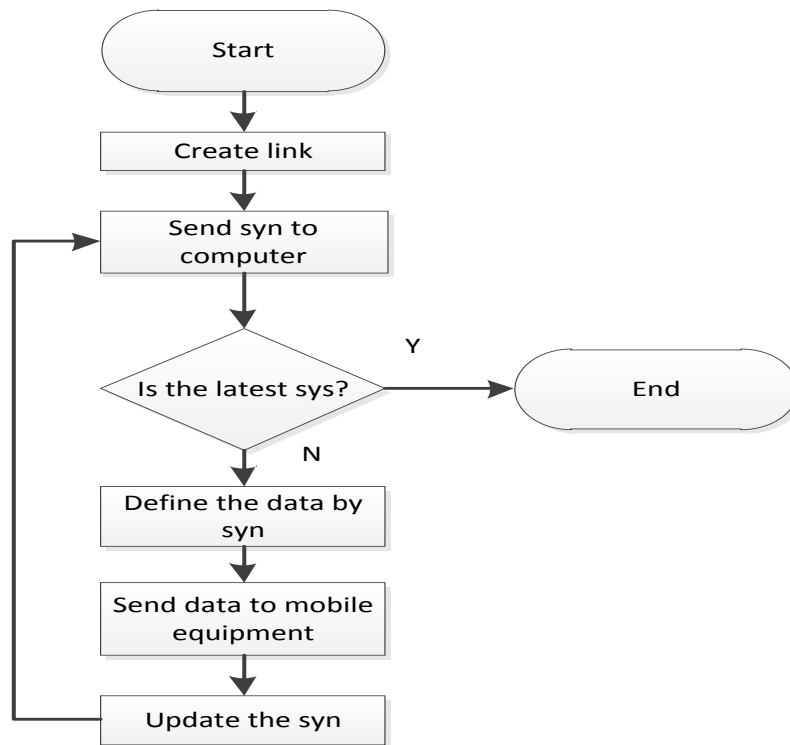 Start
Create link
Send syn to
computer
Y
Is the latest sys?
End
N
Define the data by
syn
Send data to mobile
equipment
Update the syn